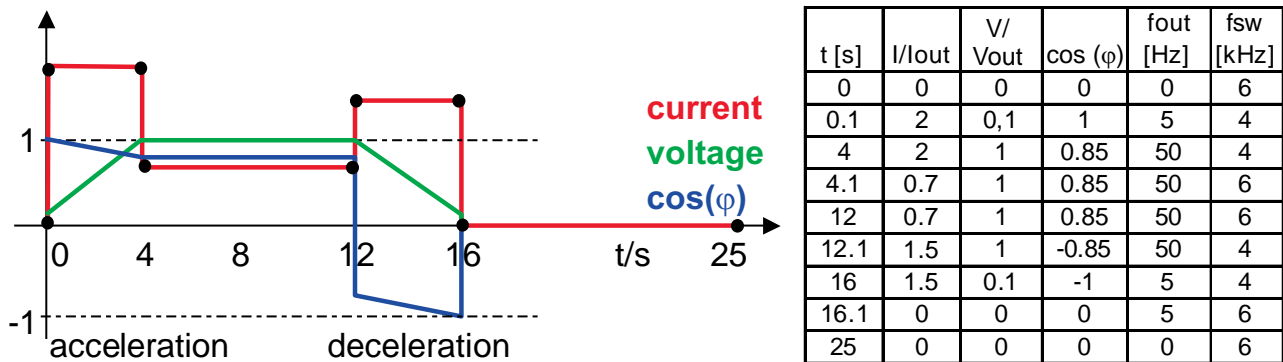 1
-1
current
voltage
cos(φ)
0 4 8 12 16 t/s 25
acceleration deceleration
t [s] I/Iout V/ Vout cos (φ) fout [Hz] fsw [kHz]
0 0 0 0 0 6
0.1 2 0,1 1 5 4
4 2 1 0.85 50 4
4.1 0.7 1 0.85 50 6
12 0.7 1 0.85 50 6
12.1 1.5 1 -0.85 50 4
16 1.5 0.1 -1 5 4
16.1 0 0 0 5 6
25 0 0 0 0 6